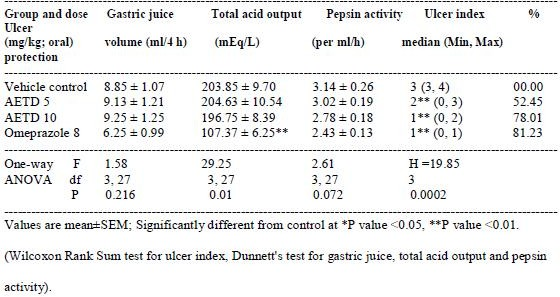 Group and dose Gastric juice Total acid output Pepsin activity Ulcer index %
Ulcer
(mg/kg; oral) volume (ml/4 h) (mEq/L) (per ml/h) median (Min, Max)
protection
Vehicle control 8.85 ± 1.07 203.85 ± 9.70 3.14 ± 0.26 3 (3, 4) 00.00
AETD 5 9.13 ± 1.21 204.63 ± 10.54 3.02 ± 0.19 2** (0, 3) 52.45
AETD 10 9.25 ± 1.25 196.75 ± 8.39 2.78 ± 0.18 1** (0, 2) 78.01
Omeprazole 8 6.25 ± 0.99 107.37 ± 6.25** 2.43 ± 0.13 1** (0, 1) 81.23
One-way F 1.58 29.25 2.61 H =19.85
ANOVA df 3, 27 3, 27 3, 27 3
P 0.216 0.01 0.072 0.0002
Values are mean±SEM; Significantly different from control at *P value <0.05, **P value <0.01.
(Wilcoxon Rank Sum test for ulcer index, Dunnett's test for gastric juice, total acid output and pepsin
activity).